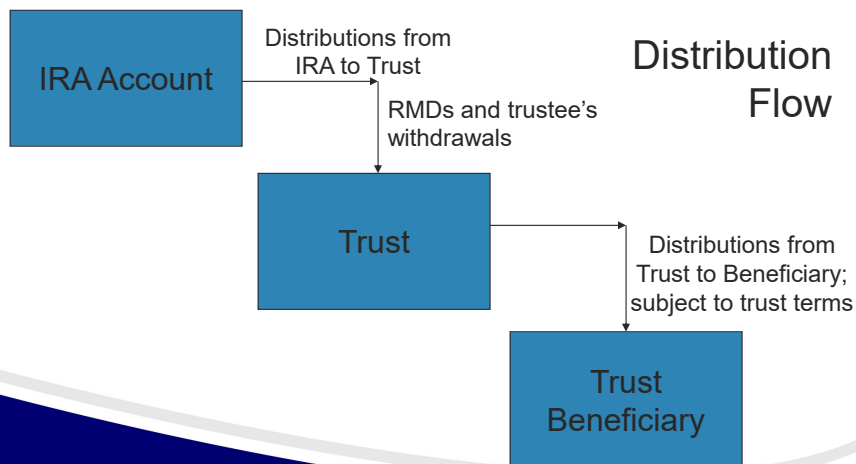 Distribution
Flow
IRA Account
Distributions from
IRA to Trust
RMDs and trustee's
withdrawals
Trust
Distributions from
Trust to Beneficiary;
subject to trust terms
Trust
Beneficiary